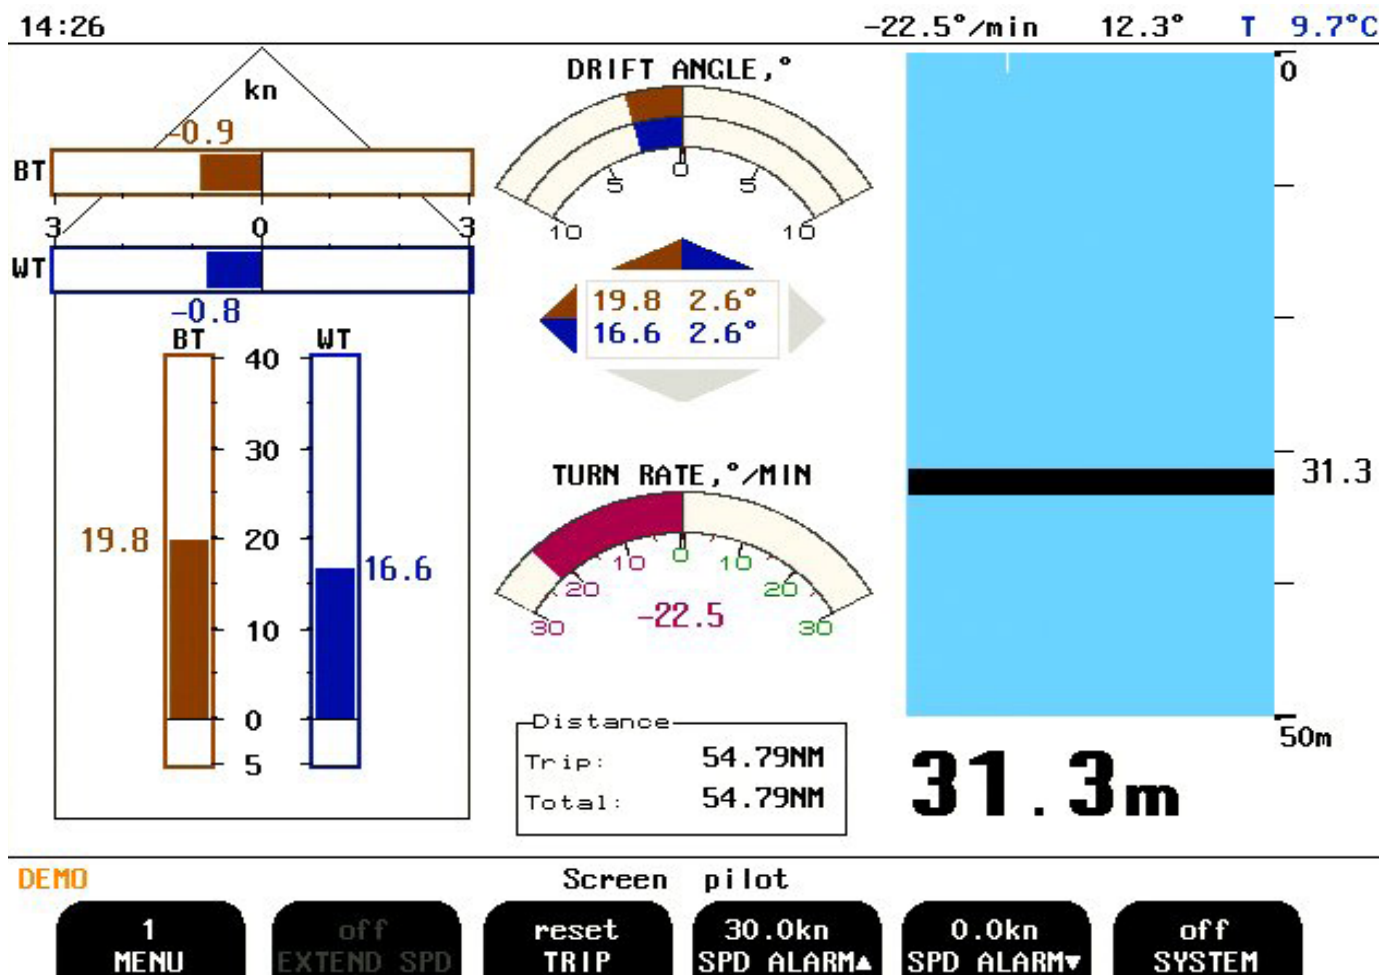 14:26 -22.5°/min 12.3° T 9.7°C
kn
-0.9
BT
3 0 3
WT
-0.8
BT WT
40
30
20
10
0
5
19.8
16.6
DRIFT ANGLE,°
10 5 0 5 10
19.8 2.6°
16.6 2.6°
TURN RATE,°/MIN
30 20 10 0 10 20 30
-22.5
Distance
Trip: 54.79NM
Total: 54.79NM
0
31.3
50m
31.3m
DEMO Screen pilot
1 off reset 30.0kn 0.0kn off
MENU EXTEND SPD TRIP SPD ALARM▲ SPD ALARM▼ SYSTEM